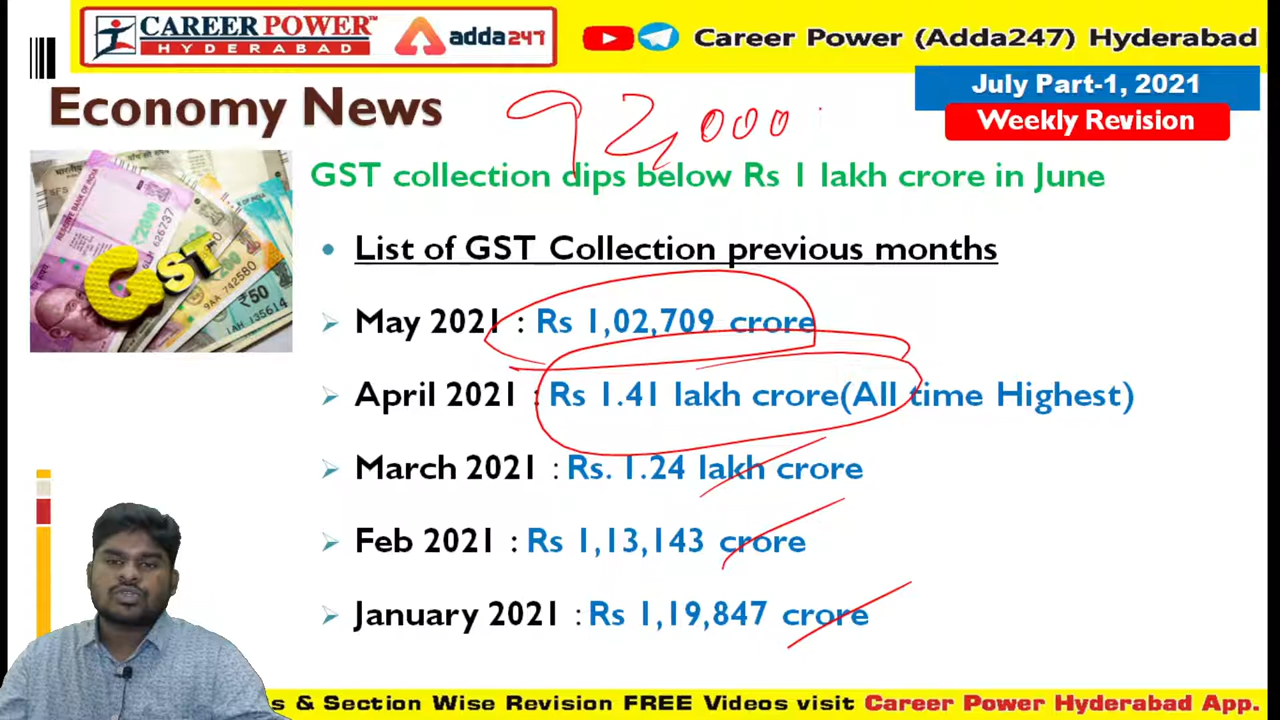 CAREER POWER™
HYDERABAD
adda247
Career Power (Adda247) Hyderabad
July Part-1, 2021
Weekly Revision
Economy News
92,000
GST collection dips below Rs 1 lakh crore in June
• List of GST Collection previous months
GST
➢ May 2021 : Rs 1,02,709 crore
➢ April 2021 : Rs 1.41 lakh crore(All time Highest)
➢ March 2021 : Rs. 1.24 lakh crore
➢ Feb 2021 : Rs 1,13,143 crore
➢ January 2021 : Rs 1,19,847 crore
s & Section Wise Revision FREE Videos visit Career Power Hyderabad App.